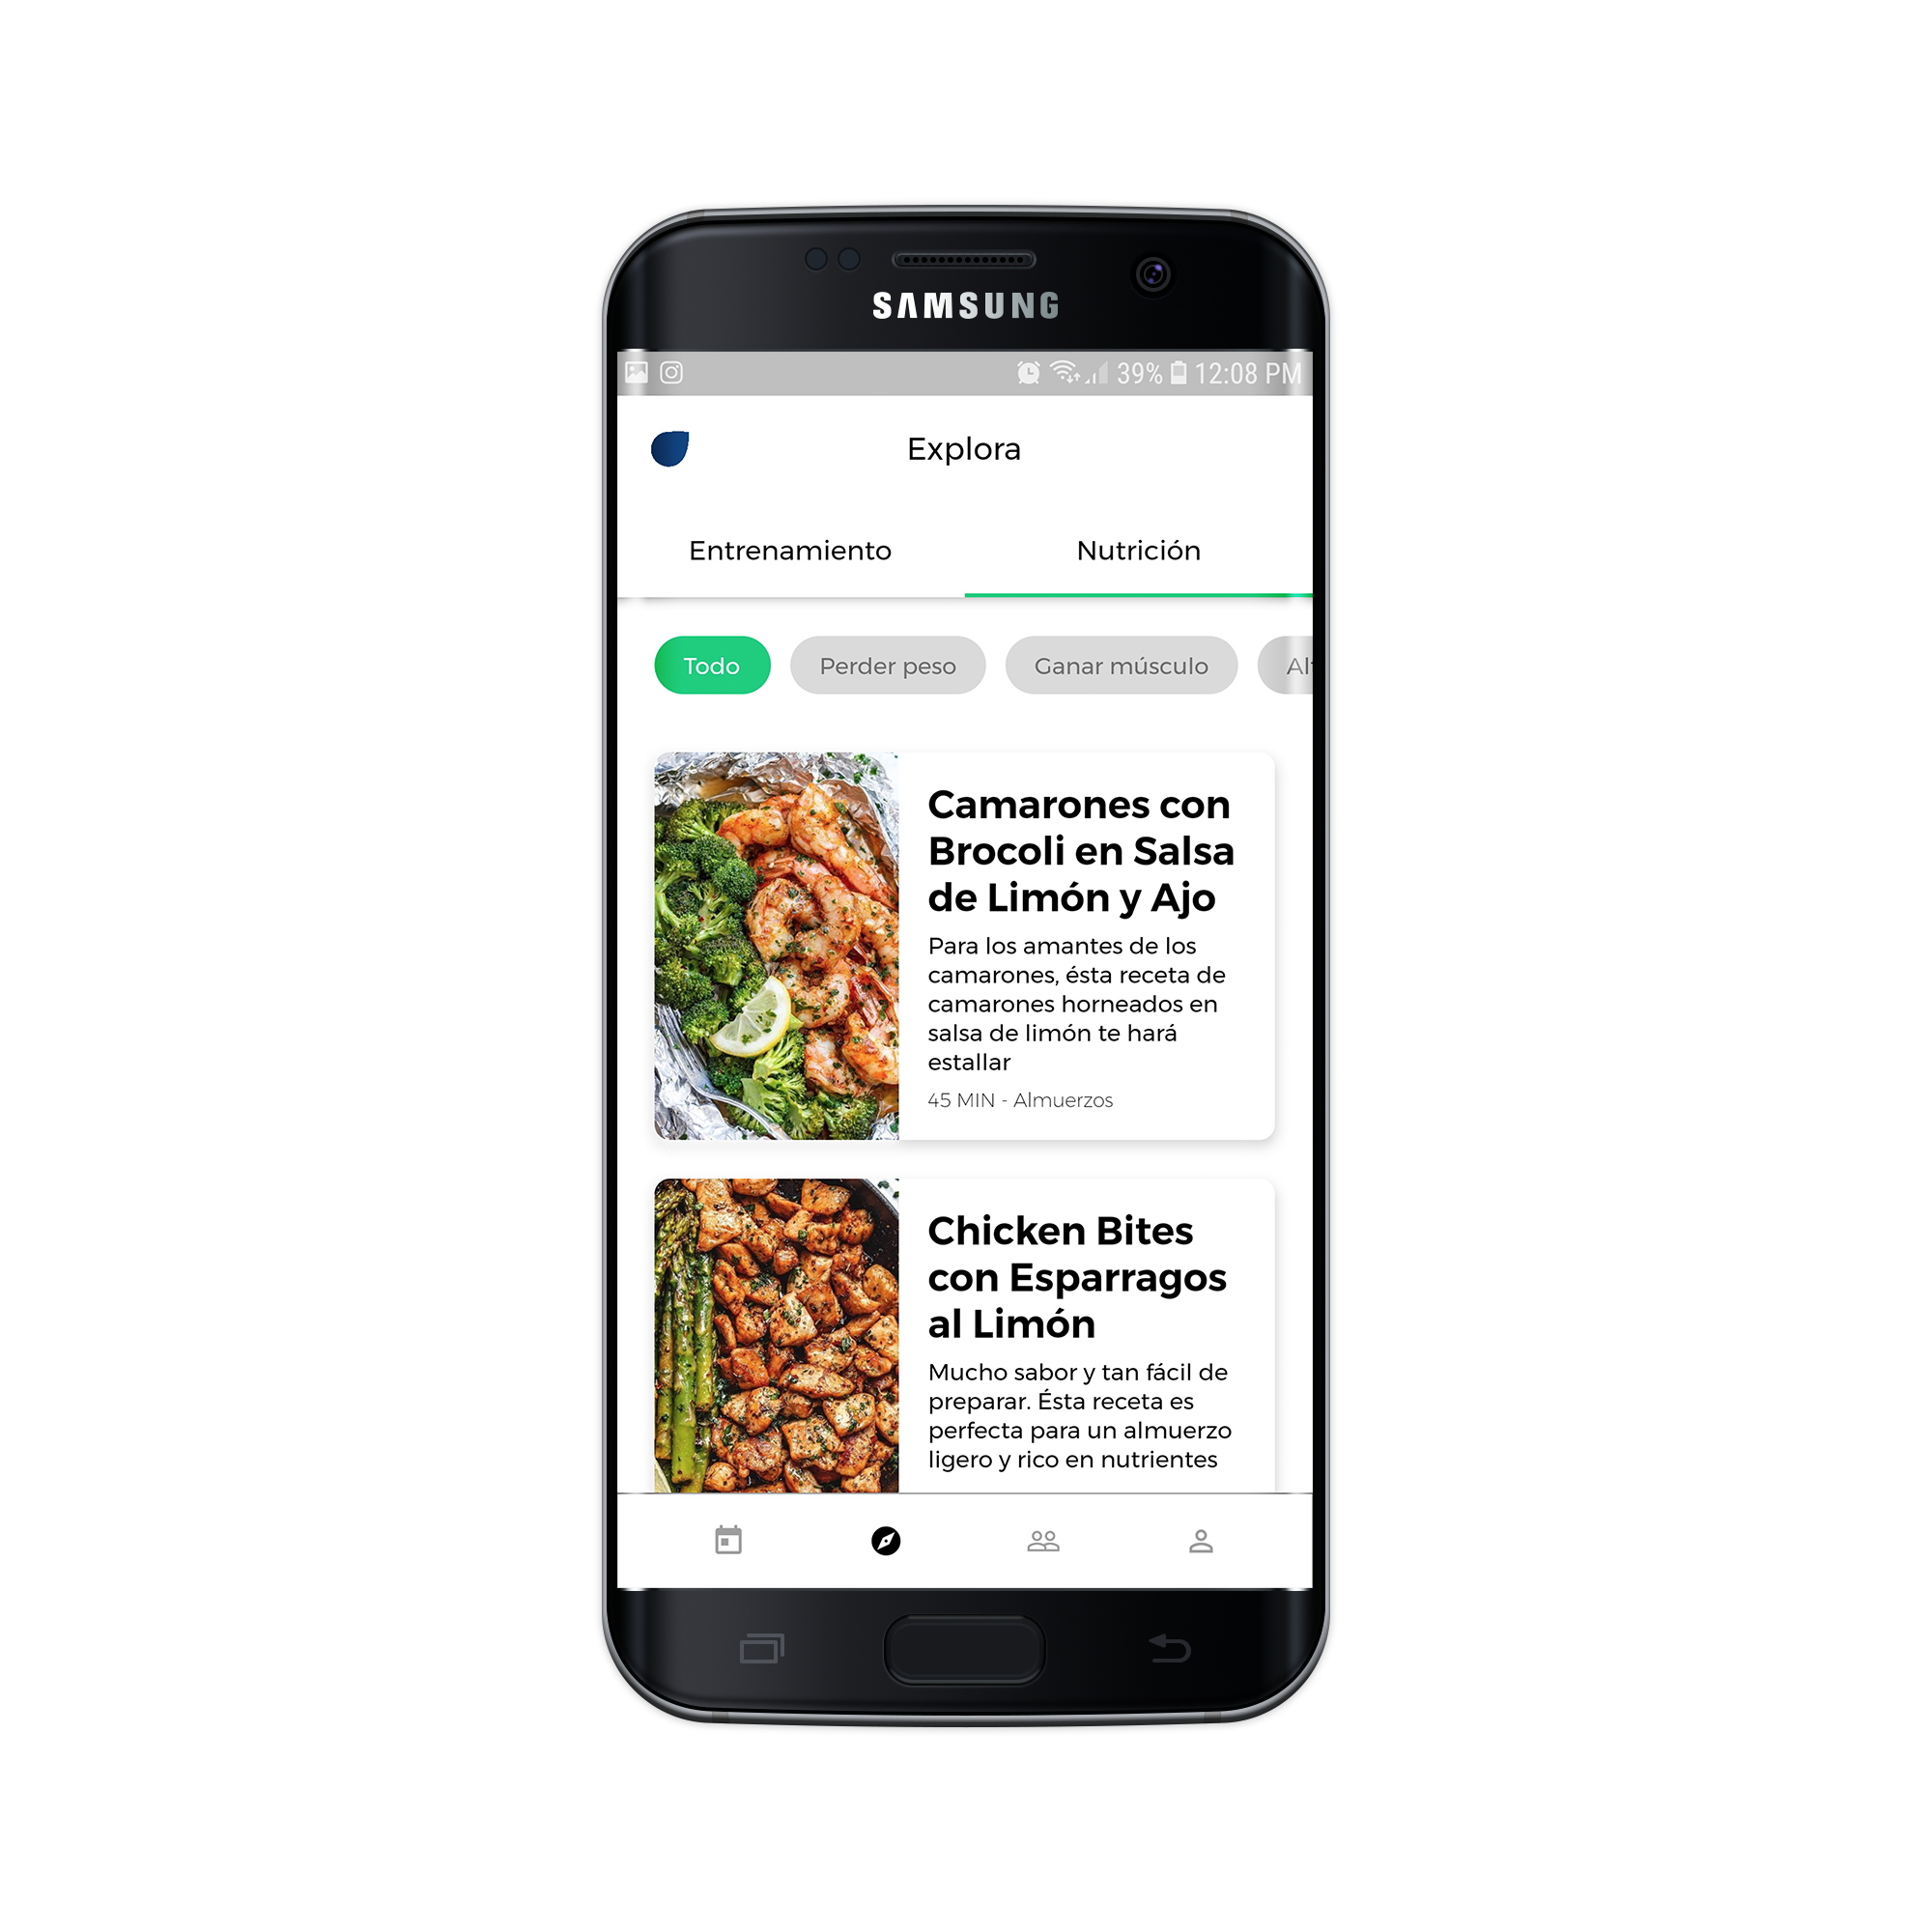 SAMSUNG
39% 12:08 PM
Explora
Entrenamiento Nutrición
Todo Perder peso Ganar músculo
Camarones con
Brocoli en Salsa
de Limón y Ajo
Para los amantes de los
camarones, ésta receta de
camarones horneados en
salsa de limón te hará
estallar
45 MIN - Almuerzos
Chicken Bites
con Esparragos
al Limón
Mucho sabor y tan fácil de
preparar. Ésta receta es
perfecta para un almuerzo
ligero y rico en nutrientes